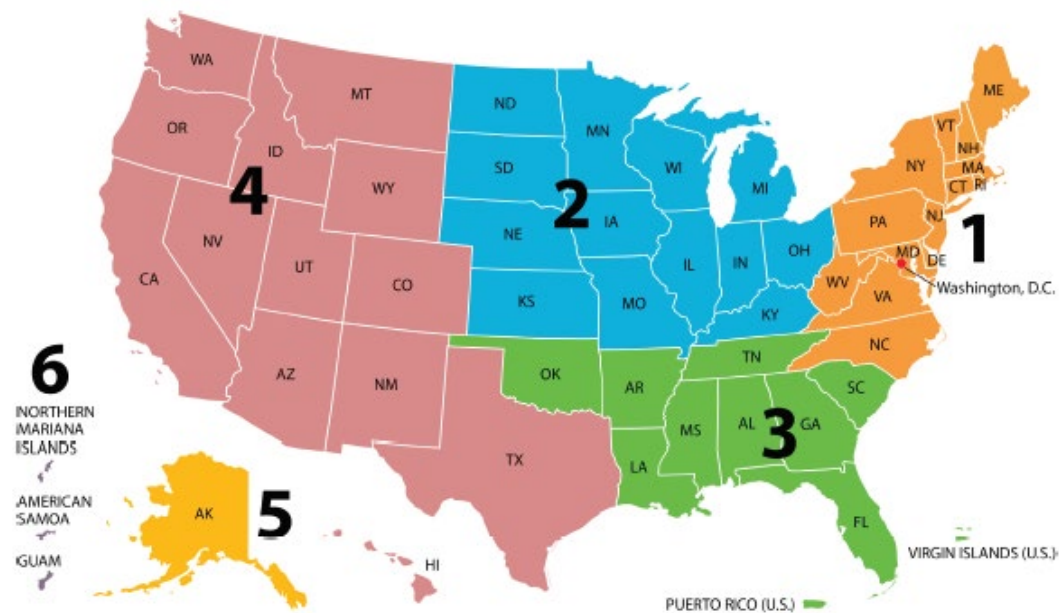 WA
MT
ND
MN
ME
VT
NH
OR
ID
SD
WI
MI
NY
MA
CT
RI
WY
4
2
1
NE
IA
PA
NJ
NV
UT
CO
IL
IN
OH
MD
DE
WV
VA
Washington, D.C.
CA
KS
MO
KY
NC
AZ
NM
OK
AR
TN
SC
6
NORTHERN
MARIANA
ISLANDS
MS
AL
3
GA
TX
LA
AMERICAN
SAMOA
AK
5
FL
GUAM
HI
VIRGIN ISLANDS (U.S.)
PUERTO RICO (U.S.)